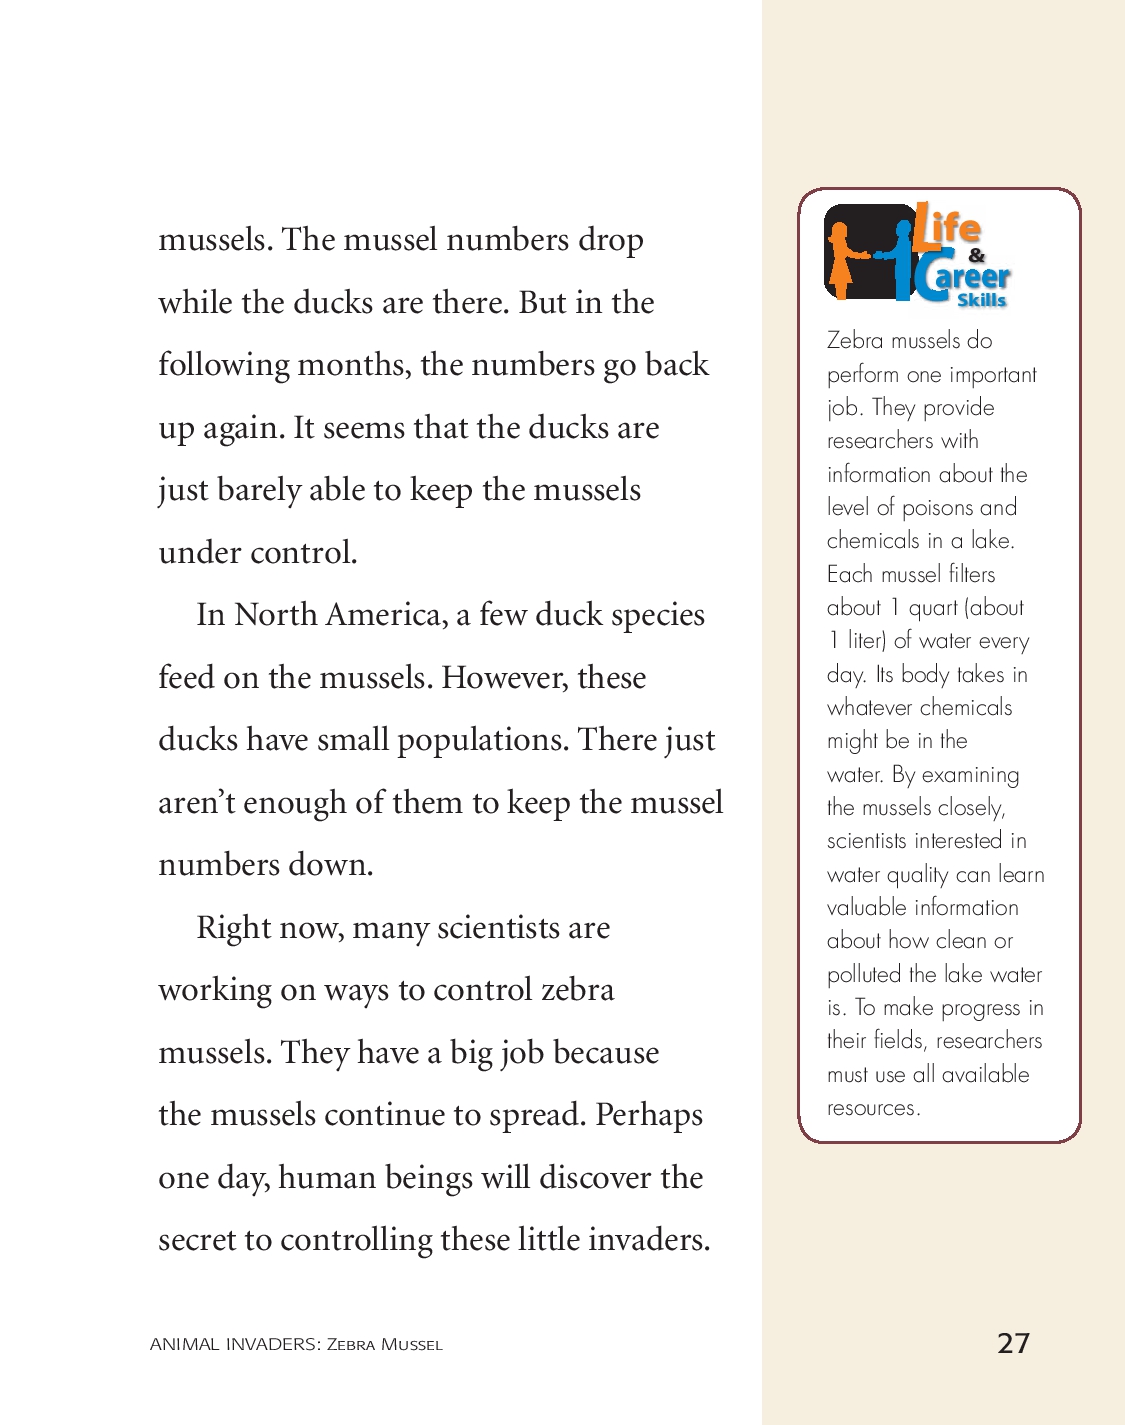 mussels. The mussel numbers drop
while the ducks are there. But in the
following months, the numbers go back
up again. It seems that the ducks are
just barely able to keep the mussels
under control.
In North America, a few duck species
feed on the mussels. However, these
ducks have small populations. There just
aren’t enough of them to keep the mussel
numbers down.
Right now, many scientists are
working on ways to control zebra
mussels. They have a big job because
the mussels continue to spread. Perhaps
one day, human beings will discover the
secret to controlling these little invaders.
Life
&
Career
Skills
Zebra mussels do
perform one important
job. They provide
researchers with
information about the
level of poisons and
chemicals in a lake.
Each mussel filters
about 1 quart (about
1 liter) of water every
day. Its body takes in
whatever chemicals
might be in the
water. By examining
the mussels closely,
scientists interested in
water quality can learn
valuable information
about how clean or
polluted the lake water
is. To make progress in
their fields, researchers
must use all available
resources.
ANIMAL INVADERS: Zebra Mussel
27